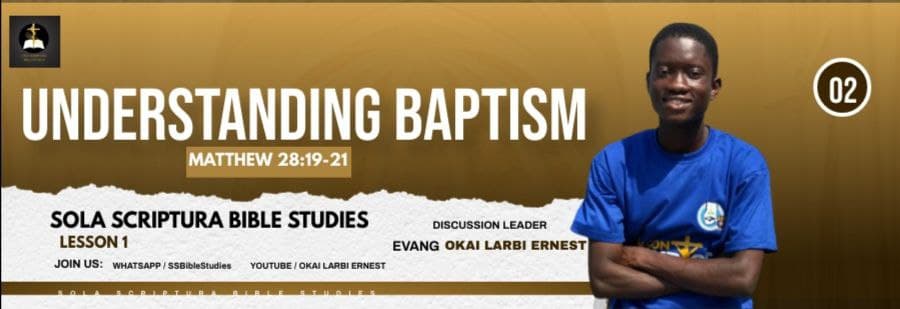 UNDERSTANDING BAPTISM
MATTHEW 28:19-21
02
SOLA SCRIPTURA BIBLE STUDIES
LESSON 1
JOIN US: WHATSAPP / SSBibleStudies YOUTUBE / OKAI LARBI ERNEST
DISCUSSION LEADER
EVANG OKAI LARBI ERNEST
SOLA SCRIPTURA BIBLE STUDIES